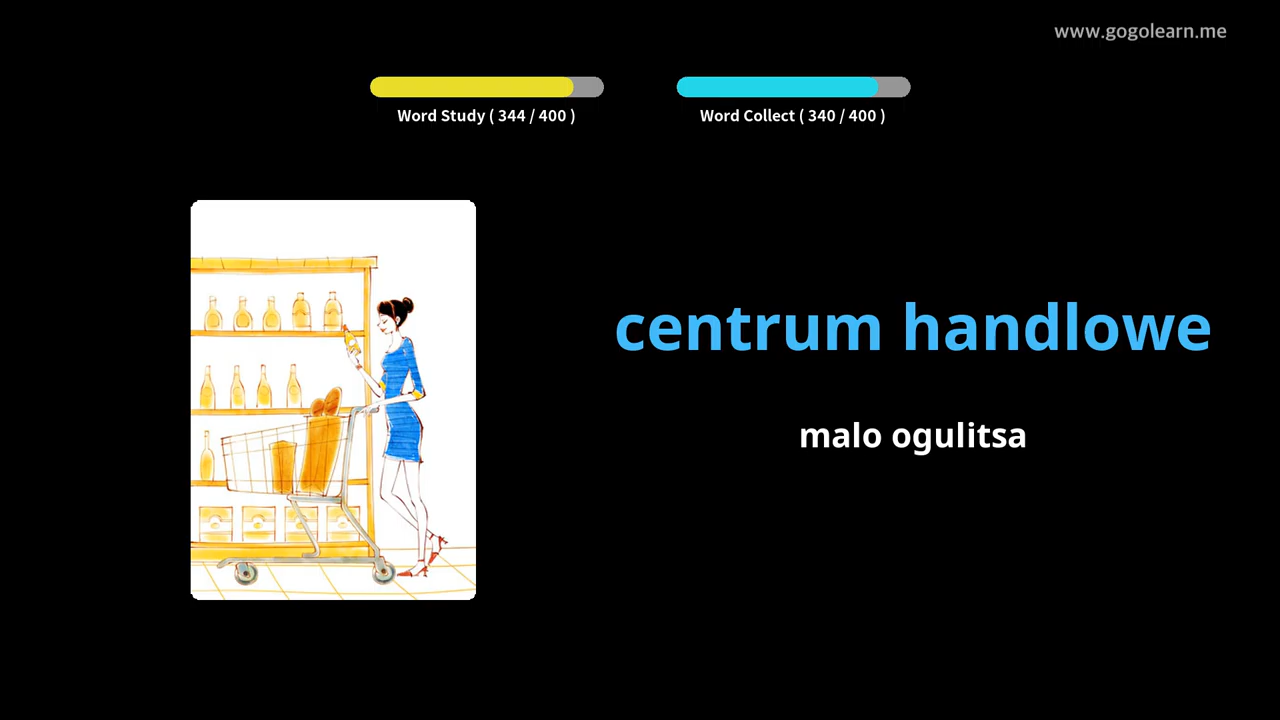 www.gogolearn.me
Word Study ( 344 / 400 )
Word Collect ( 340 / 400 )
centrum handlowe
malo ogulitsa